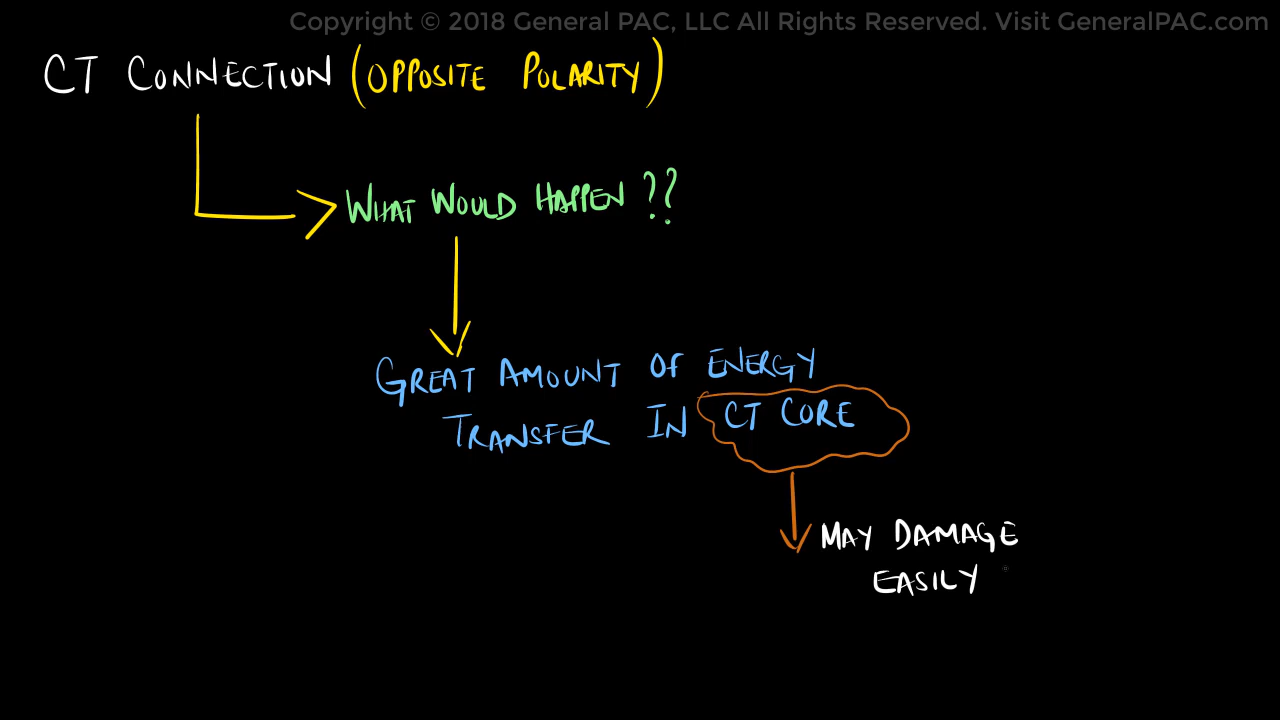 Copyright © 2018 General PAC, LLC All Rights Reserved. Visit GeneralPAC.com
CT CONNECTION (OPPOSITE POLARITY)
WHAT WOULD HAPPEN ??
GREAT AMOUNT OF ENERGY
TRANSFER IN CT CORE
MAY DAMAGE
EASILY